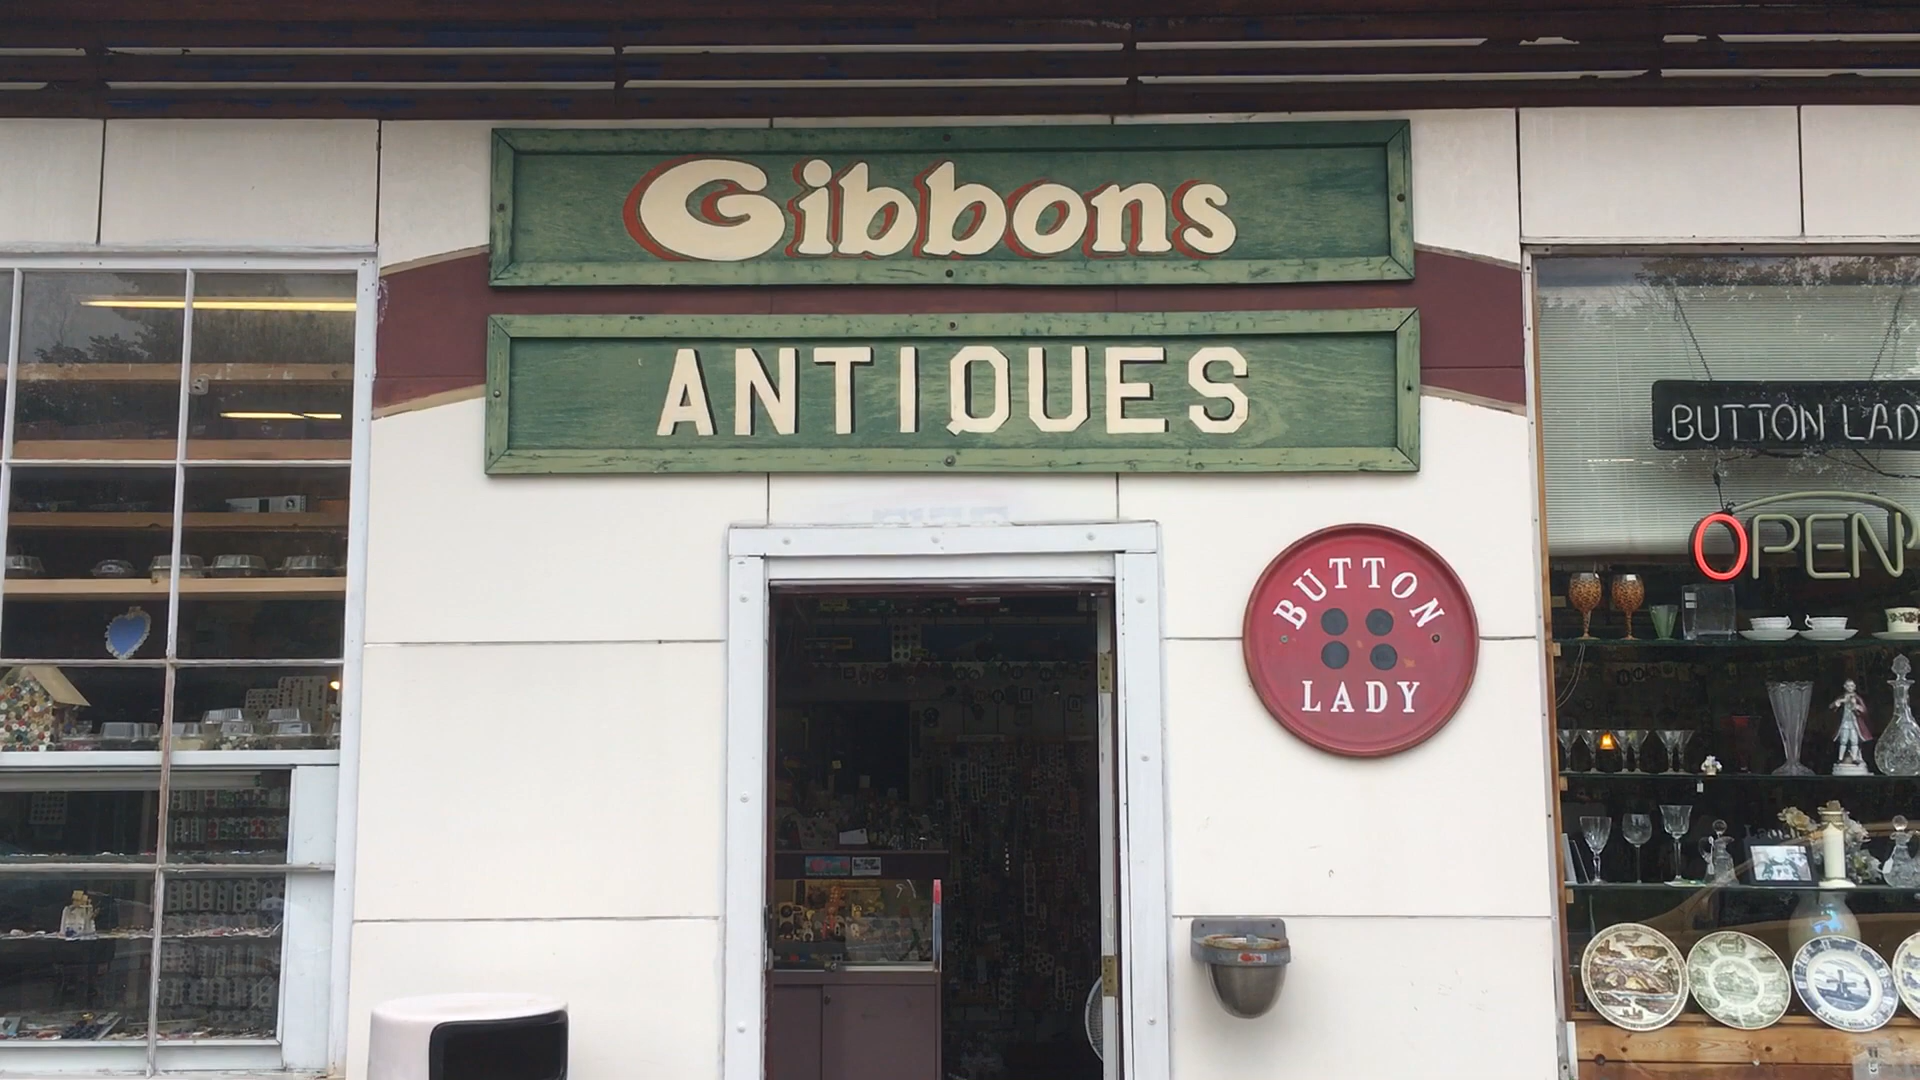 Gibbons
ANTIQUES
BUTTON LAD
OPEN
BUTTON
LADY